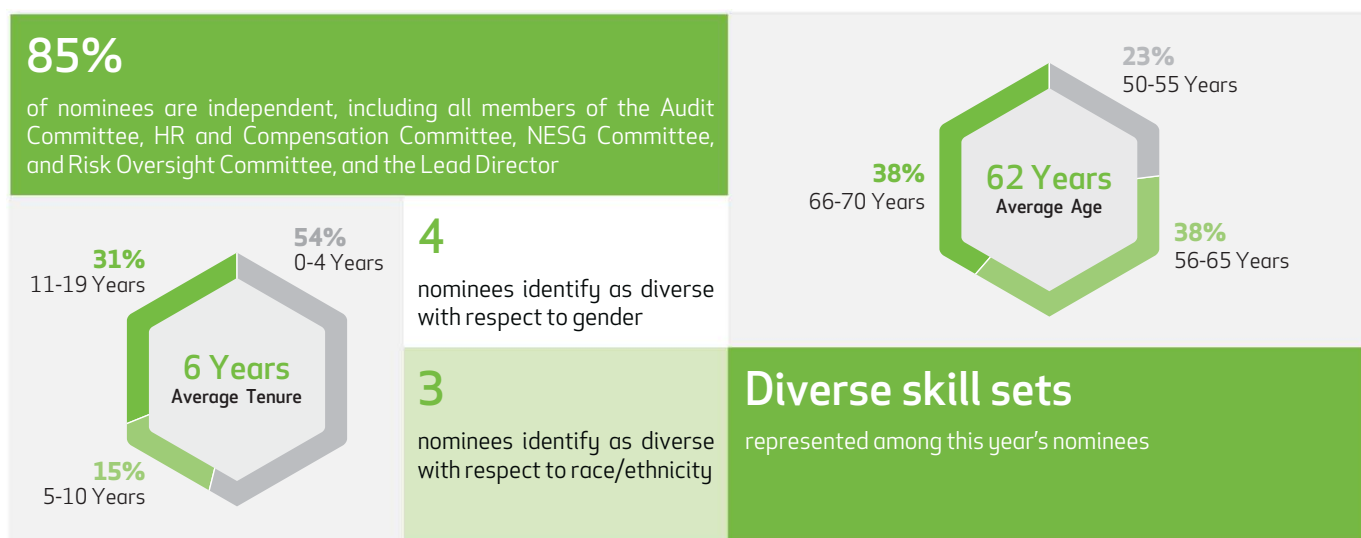 85%
of nominees are independent, including all members of the Audit
Committee, HR and Compensation Committee, NESG Committee,
and Risk Oversight Committee, and the Lead Director
31%
11-19 Years
54%
0-4 Years
6 Years
Average Tenure
15%
5-10 Years
4
nominees identify as diverse
with respect to gender
3
nominees identify as diverse
with respect to race/ethnicity
23%
50-55 Years
38%
66-70 Years
62 Years
Average Age
38%
56-65 Years
Diverse skill sets
represented among this year’s nominees